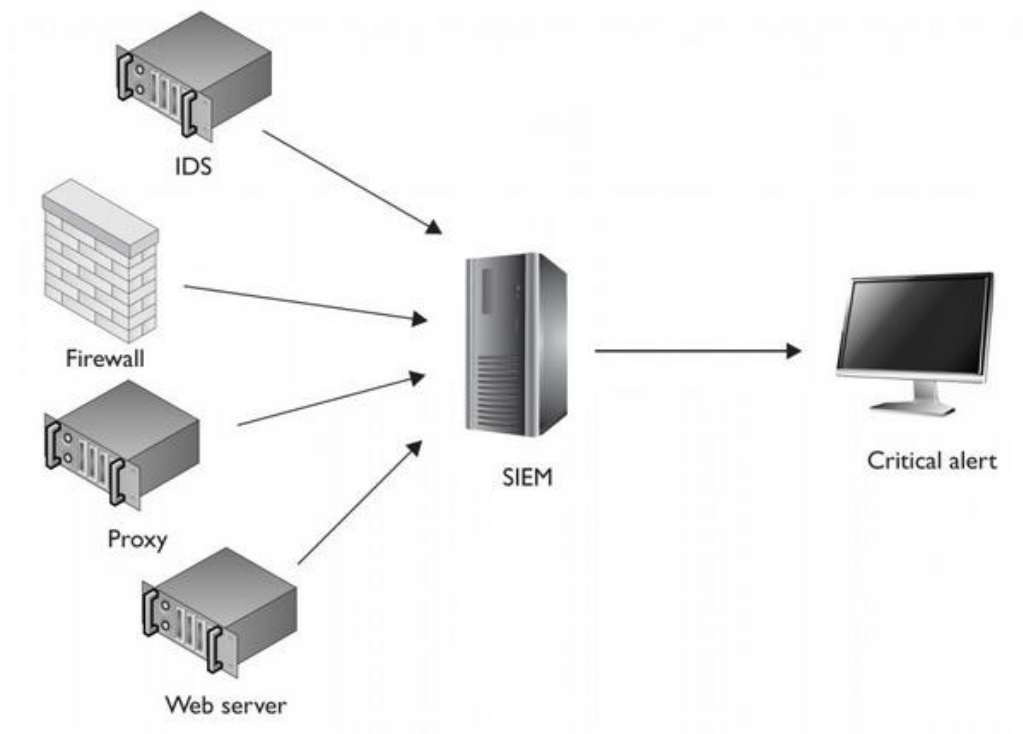 IDS
Firewall
Proxy
Web server
SIEM
Critical alert